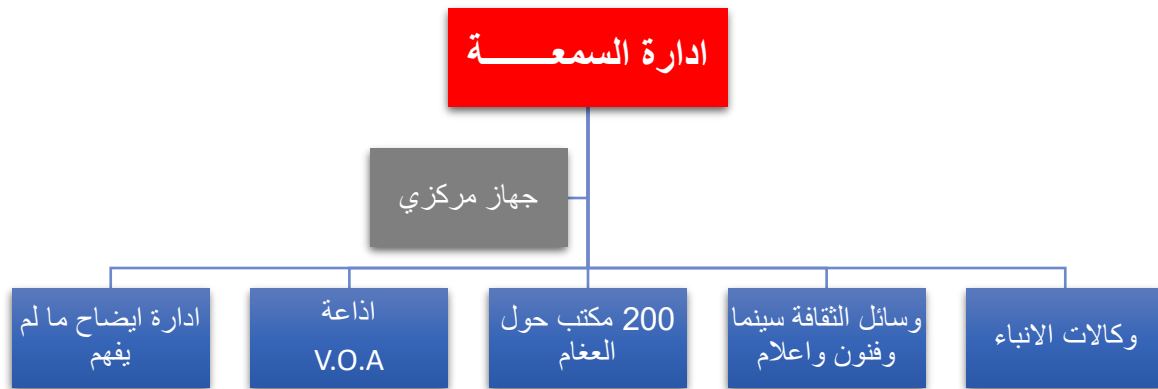 ادارة السمعـــــــة
جهاز مركزي
وكالات الانباء
وسائل الثقافة سينما
وفنون واعلام
200 مكتب حول
العغام
اذاعة
V.O.A
ادارة ايضاح ما لم
يفهم